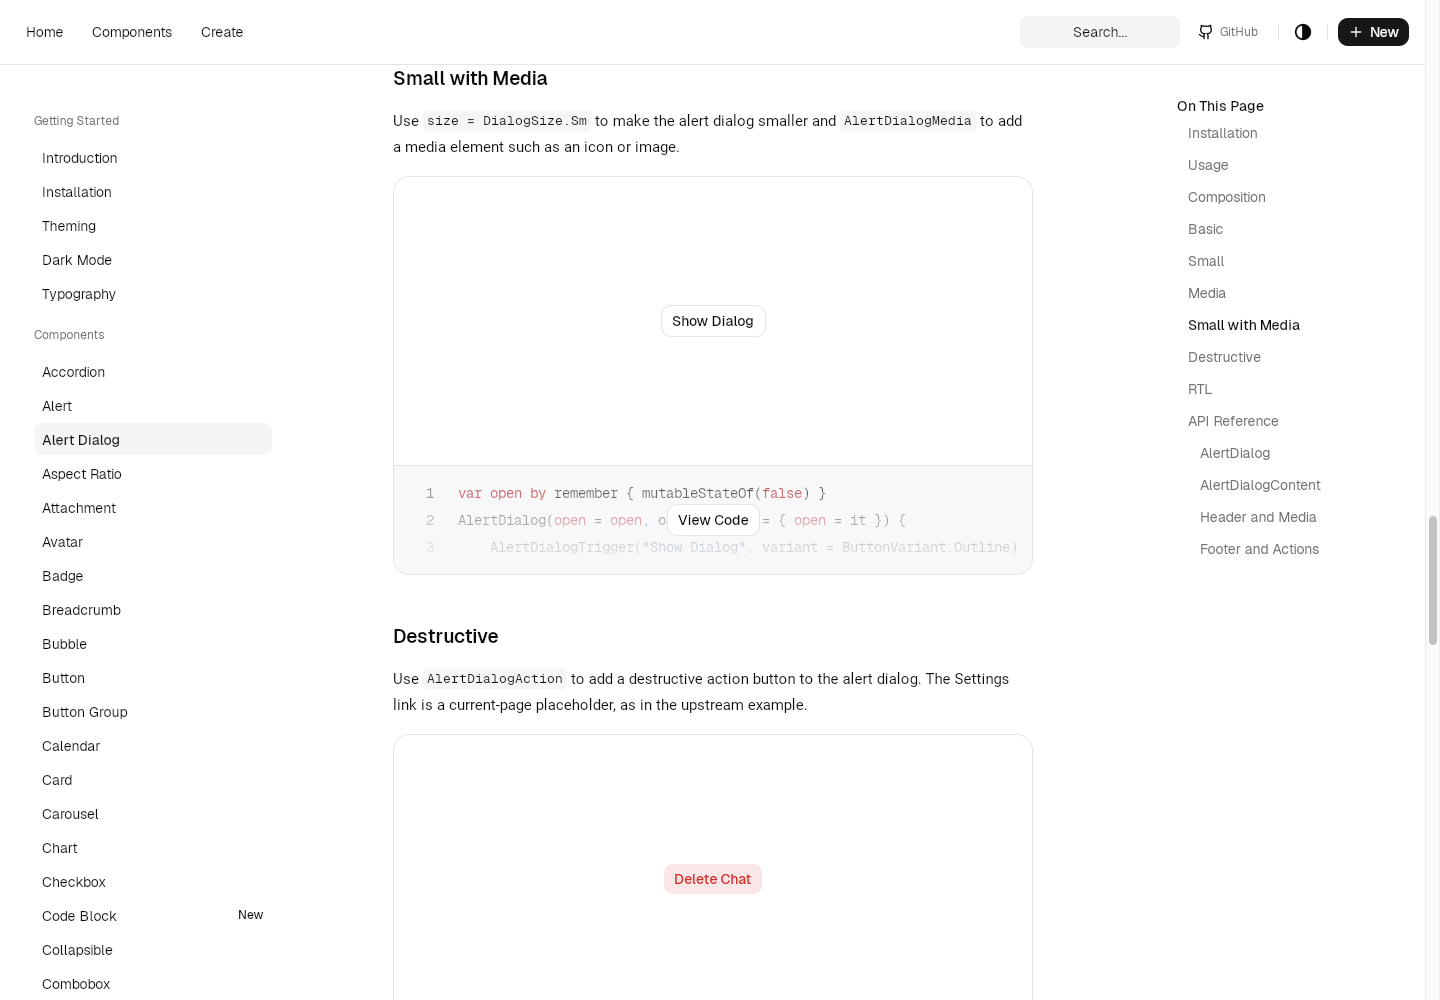 Home
Components
Create
Search...
GitHub
New
Getting Started
Introduction
Installation
Theming
Dark Mode
Typography
Components
Accordion
Alert
Alert Dialog
Aspect Ratio
Attachment
Avatar
Badge
Breadcrumb
Bubble
Button
Button Group
Calendar
Card
Carousel
Chart
Checkbox
Code Block New
Collapsible
Combobox
Small with Media
Use size = DialogSize.Sm to make the alert dialog smaller and AlertDialogMedia to add
a media element such as an icon or image.
Show Dialog
1 var open by remember { mutableStateOf(false) }
2 AlertDialog(open = open, o
View Code
= { open = it }) {
3 AlertDialogTrigger("Show Dialog", variant = ButtonVariant.Outline)
Destructive
Use AlertDialogAction to add a destructive action button to the alert dialog. The Settings
link is a current-page placeholder, as in the upstream example.
Delete Chat
On This Page
Installation
Usage
Composition
Basic
Small
Media
Small with Media
Destructive
RTL
API Reference
AlertDialog
AlertDialogContent
Header and Media
Footer and Actions